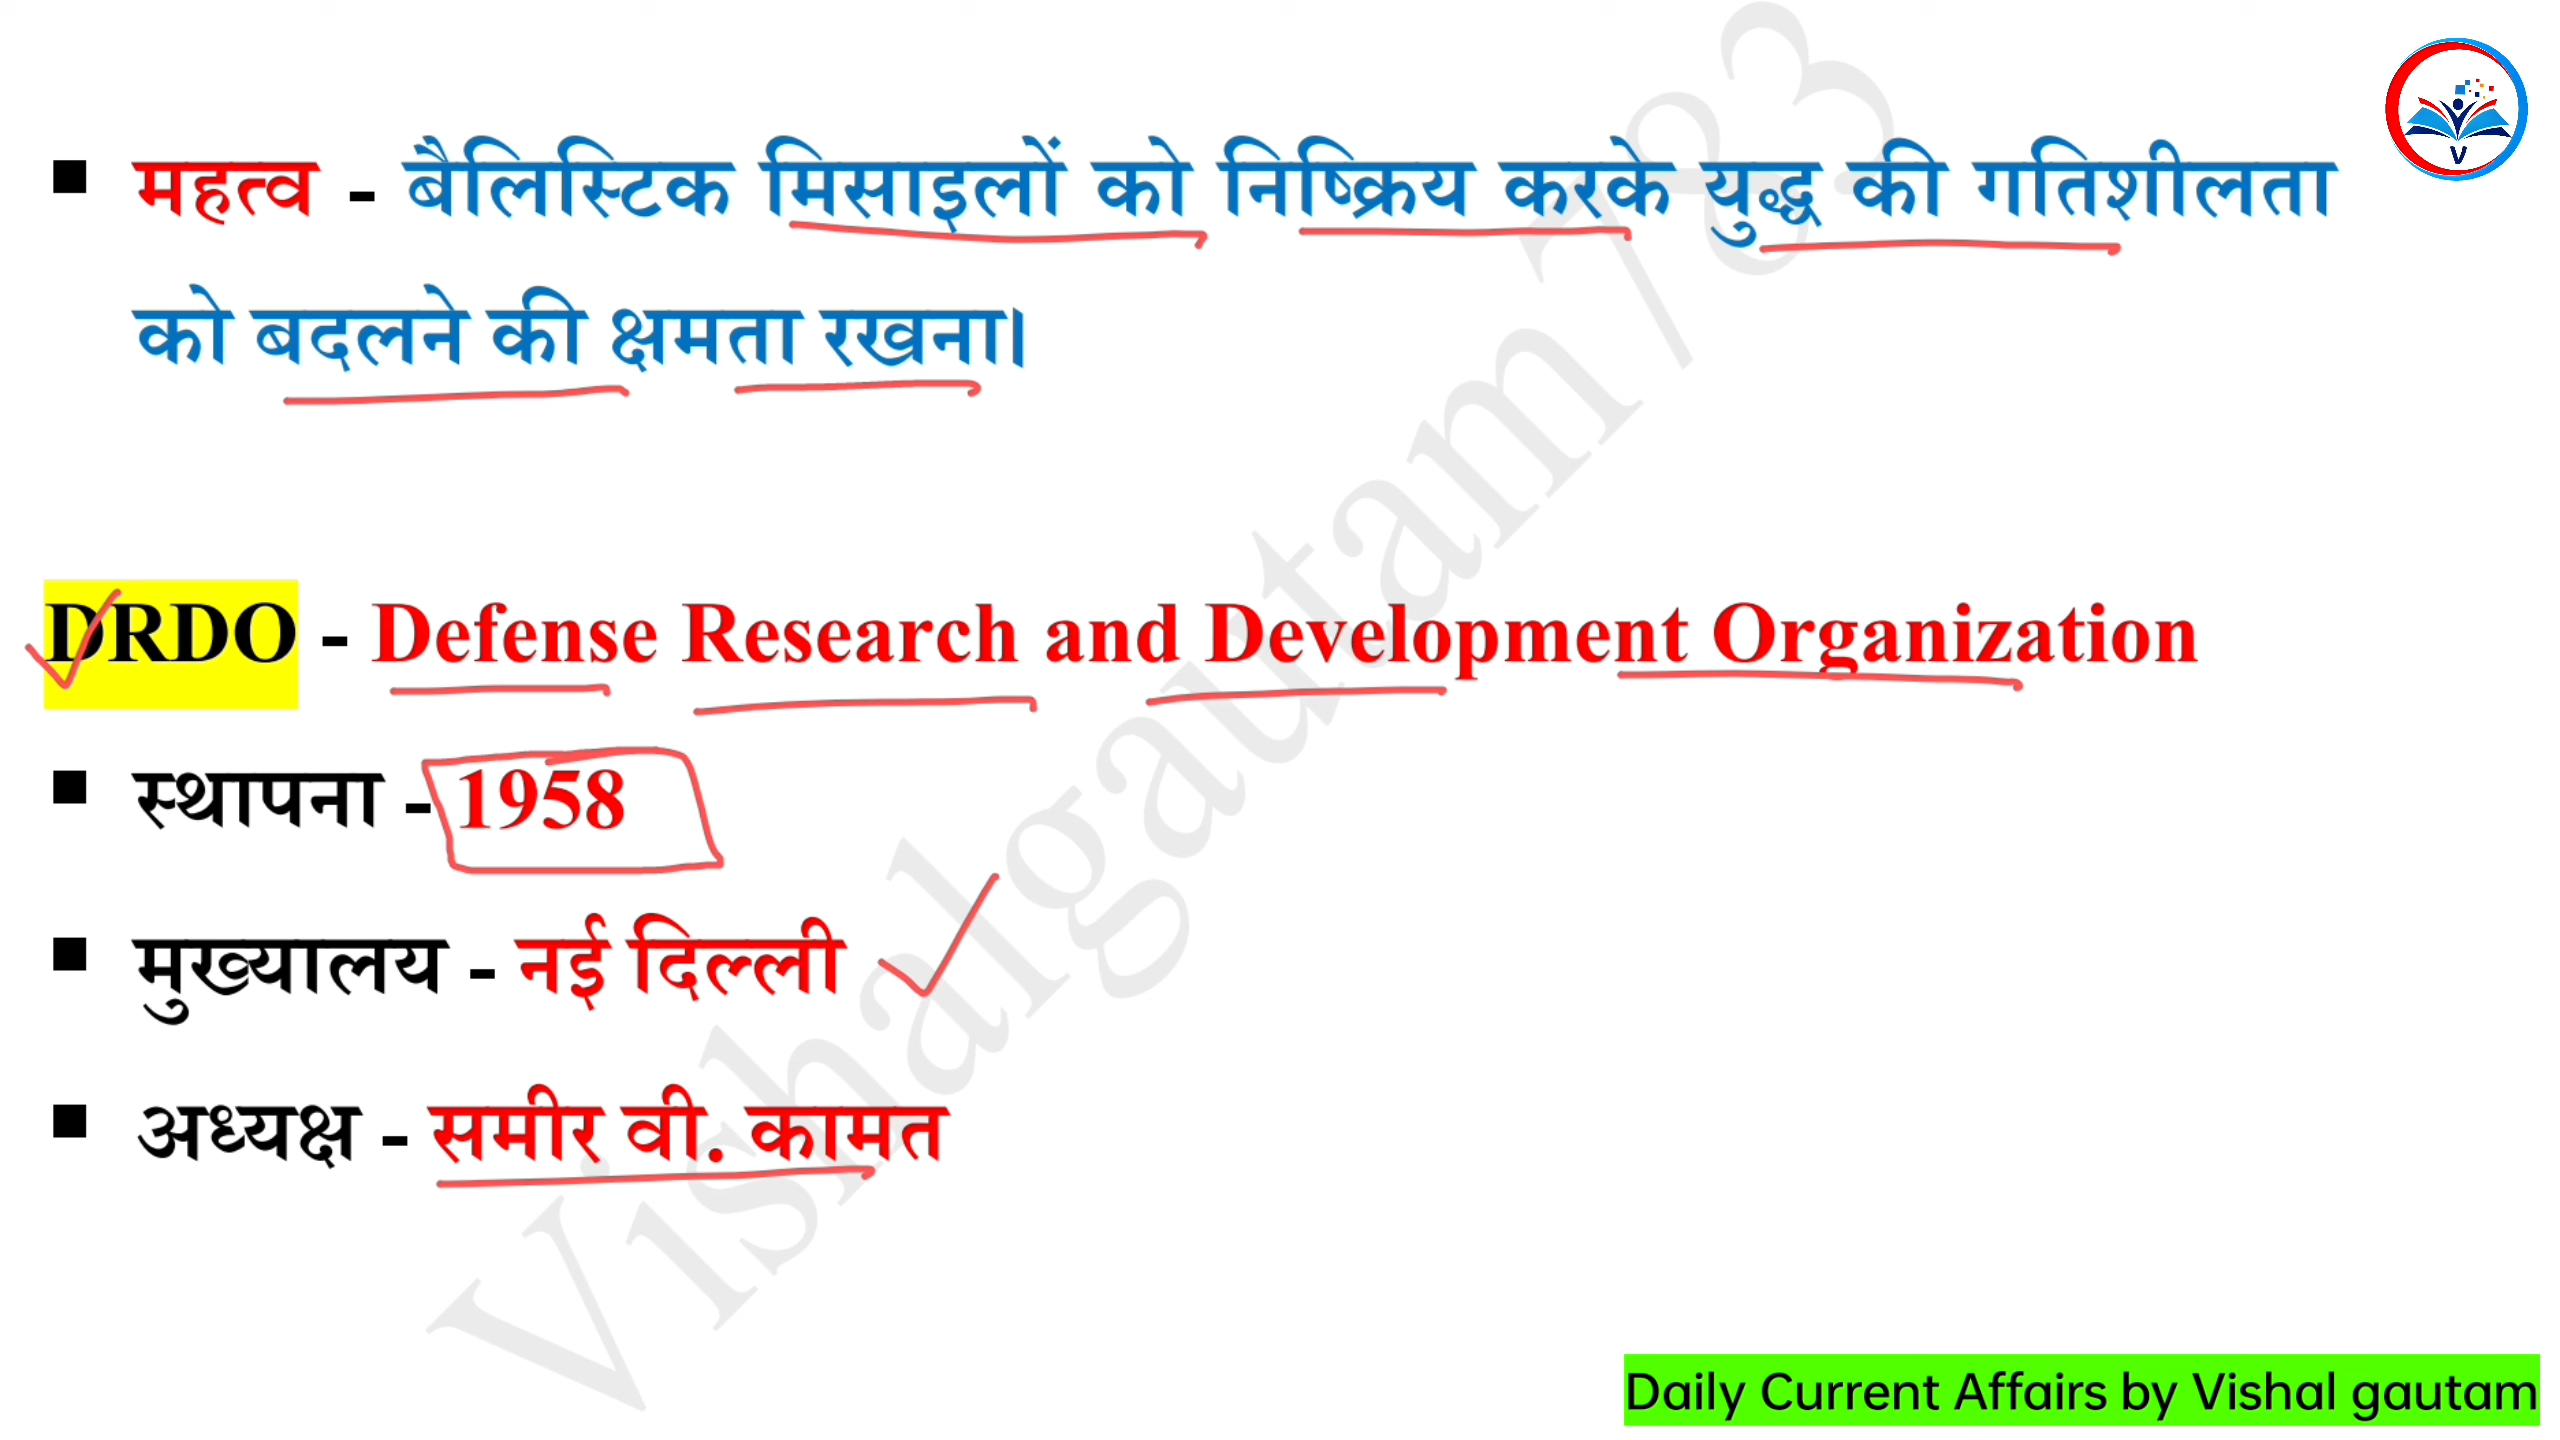 ▪ महत्व - बैलिस्टिक मिसाइलों को निष्क्रिय करके युद्ध की गतिशीलता
को बदलने की क्षमता रखना।
DRDO - Defense Research and Development Organization
▪ स्थापना - 1958
▪ मुख्यालय - नई दिल्ली
▪ अध्यक्ष - समीर वी. कामत
Vishalgautam783
V
Daily Current Affairs by Vishal gautam